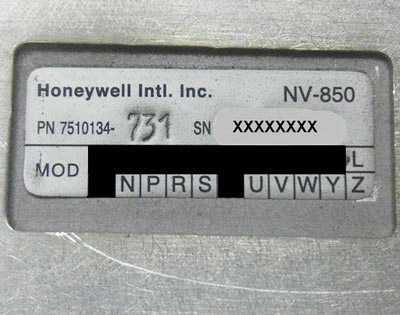 Honeywell Intl. Inc. NV-850
PN 7510134- 731 SN XXXXXXXX
MOD L
N P R S U V W Y Z